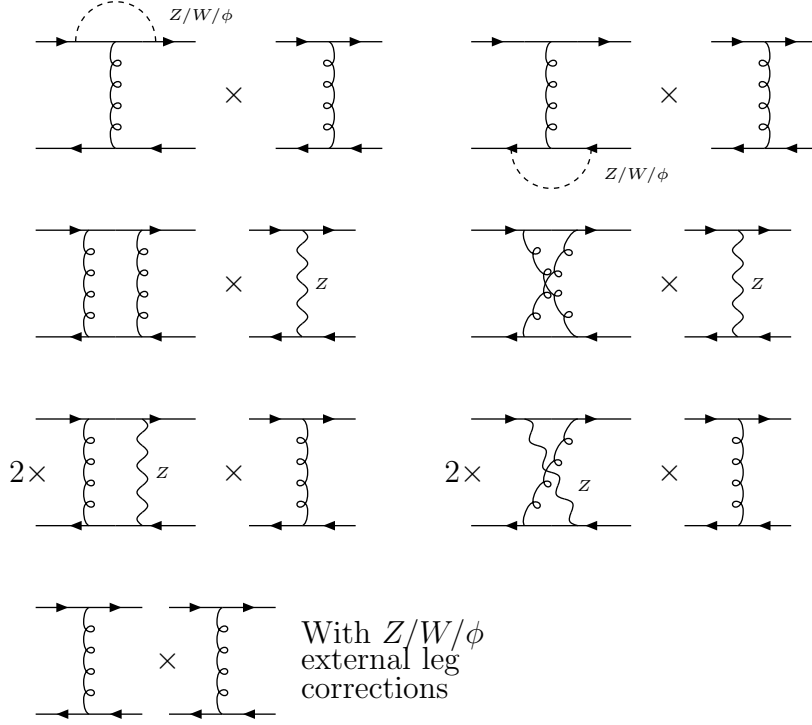 Z/W/ϕ
×
×
Z/W/ϕ
×
Z
×
Z
2×
Z
×
2×
Z
×
×
With Z/W/ϕ
external leg
corrections